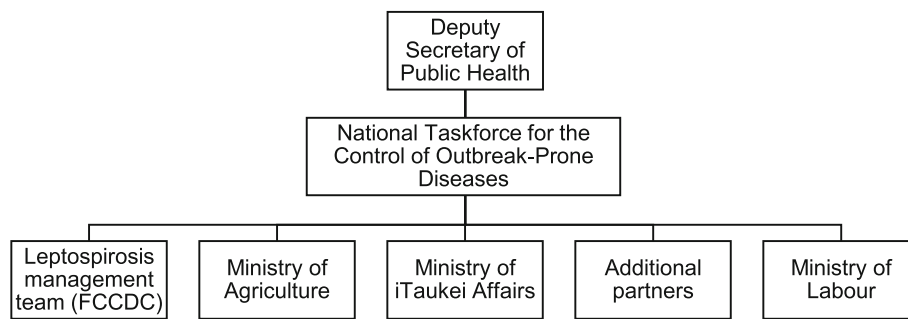 Deputy
Secretary of
Public Health
National Taskforce for the
Control of Outbreak-Prone
Diseases
Leptospirosis
management
team (FCCDC)
Ministry of
Agriculture
Ministry of
iTaukei Affairs
Additional
partners
Ministry of
Labour